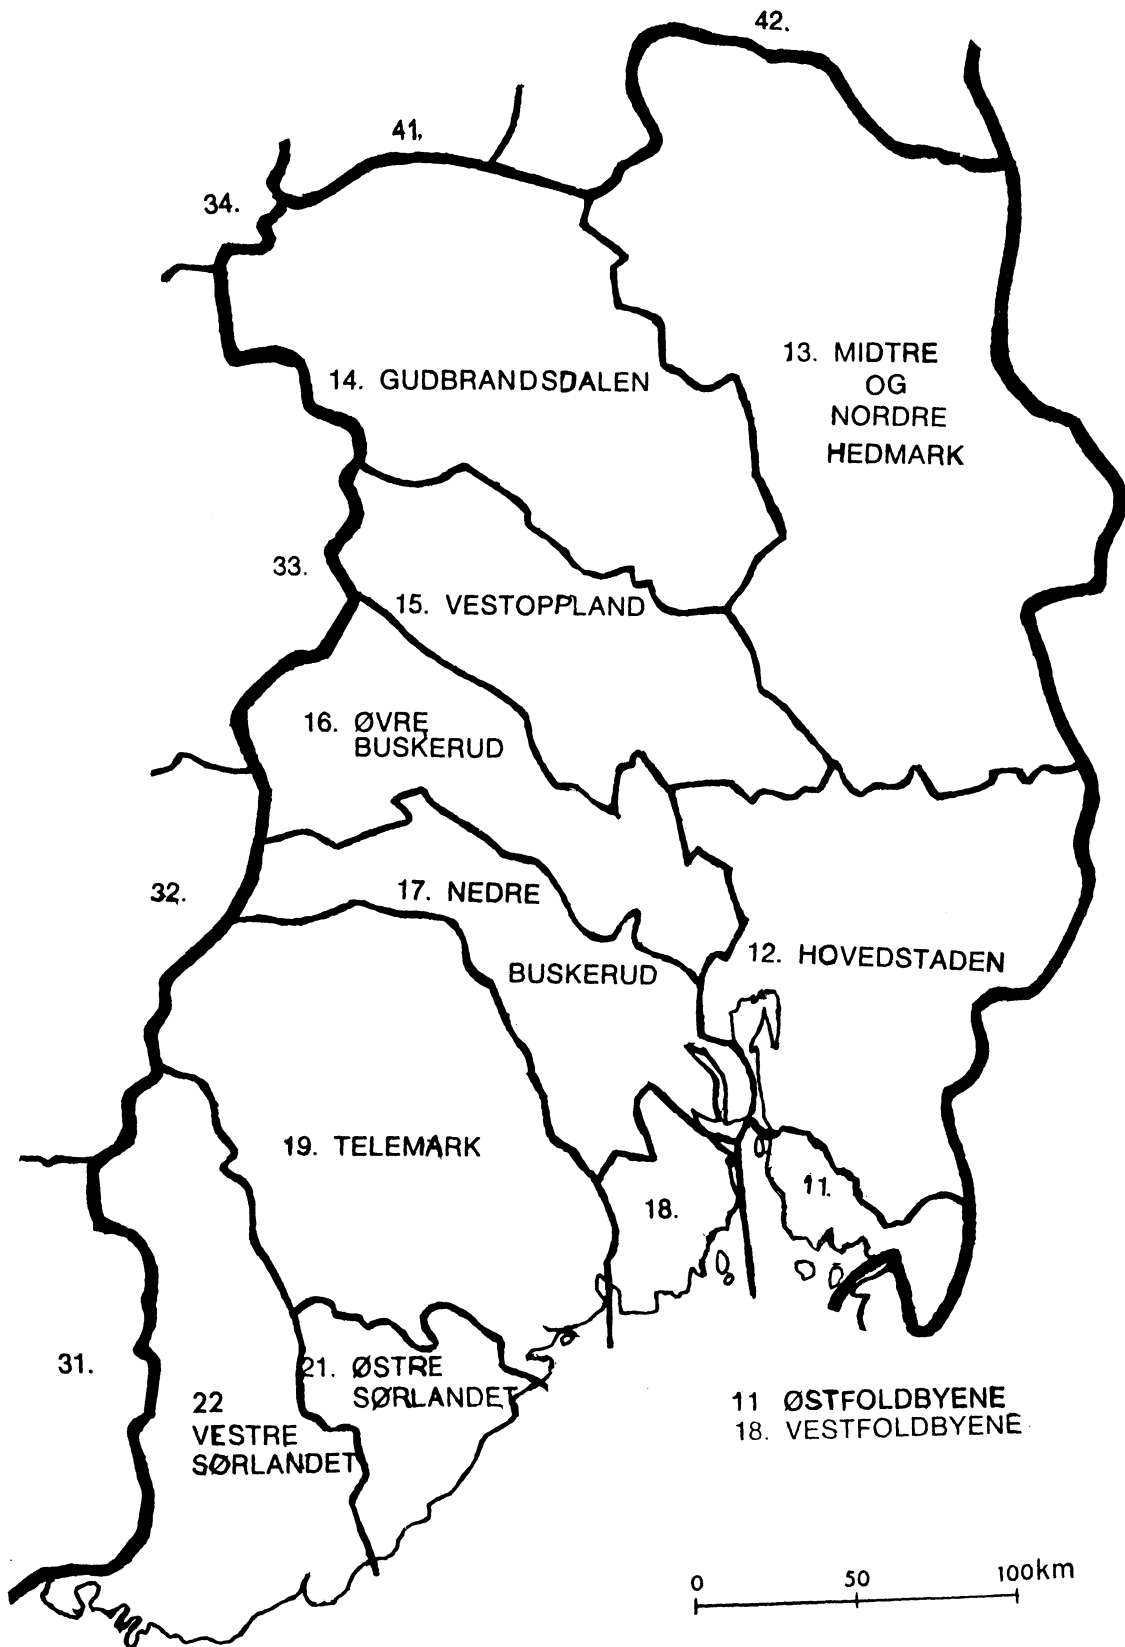 42.
41.
34.
13. MIDTRE
OG
NORDRE
HEDMARK
14. GUDBRANDSDALEN
33.
15. VESTOPPLAND
16. ØVRE
BUSKERUD
17. NEDRE
BUSKERUD
32.
12. HOVEDSTADEN
19. TELEMARK
18.
11.
31.
21. ØSTRE
SØRLANDET
22
VESTRE
SØRLANDET
11 ØSTFOLDBYENE
18. VESTFOLDBYENE
0 50 100km